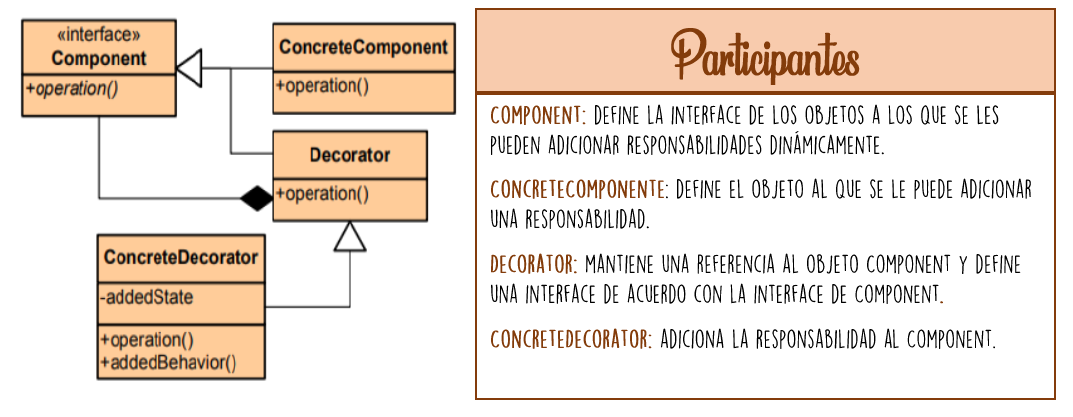 «interface»
Component
+operation()
ConcreteComponent
+operation()
Decorator
+operation()
ConcreteDecorator
-addedState
+operation()
+addedBehavior()
Participantes
COMPONENT: DEFINE LA INTERFACE DE LOS OBJETOS A LOS QUE SE LES
PUEDEN ADICIONAR RESPONSABILIDADES DINÁMICAMENTE.
CONCRETECOMPONENTE: DEFINE EL OBJETO AL QUE SE LE PUEDE ADICIONAR
UNA RESPONSABILIDAD.
DECORATOR: MANTIENE UNA REFERENCIA AL OBJETO COMPONENT Y DEFINE
UNA INTERFACE DE ACUERDO CON LA INTERFACE DE COMPONENT.
CONCRETEDECORATOR: ADICIONA LA RESPONSABILIDAD AL COMPONENT.